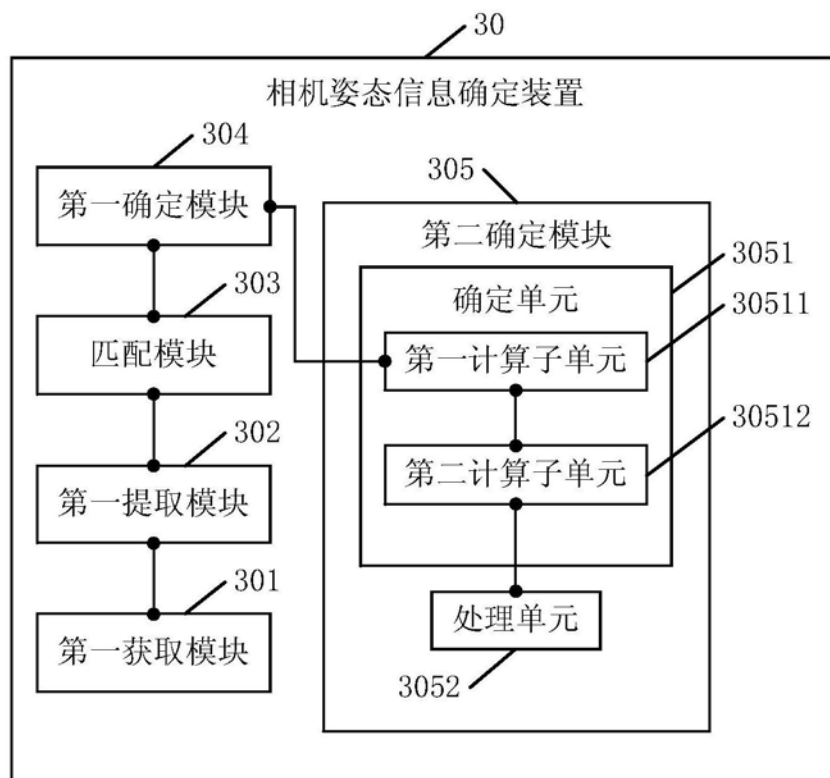 30
相机姿态信息确定装置
304
第一确定模块
303
匹配模块
302
第一提取模块
301
第一获取模块
305
第二确定模块
3051
确定单元
30511
第一计算子单元
30512
第二计算子单元
处理单元
3052